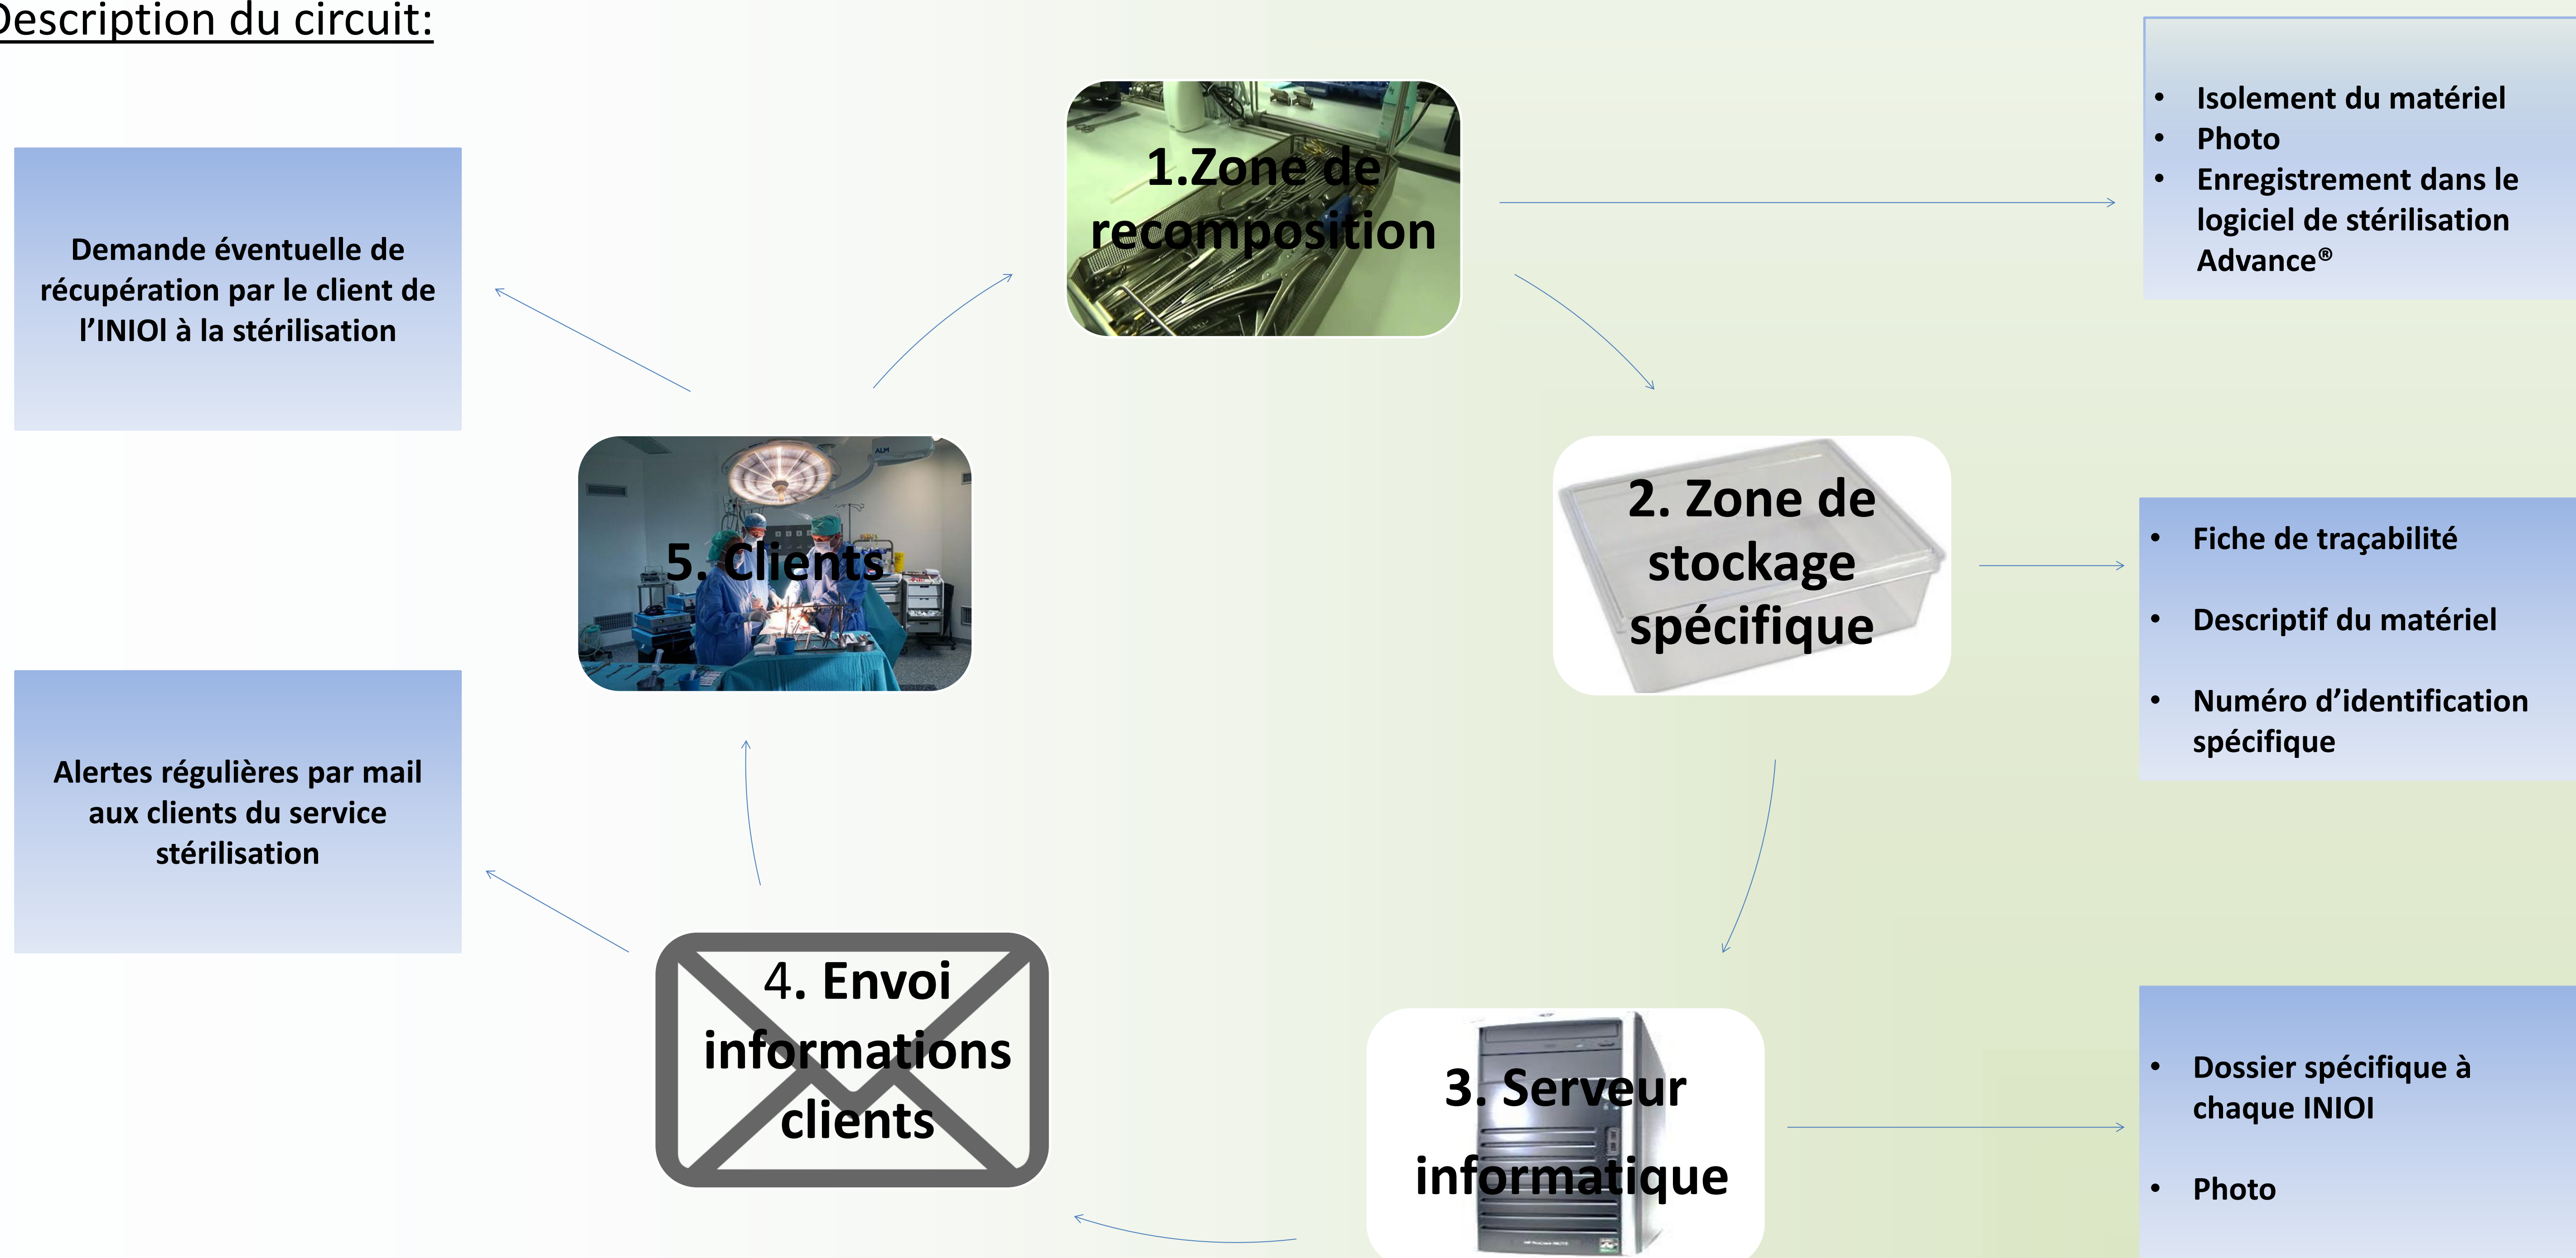 Description du circuit:
1.Zone de
recomposition
• Isolement du matériel
• Photo
• Enregistrement dans le
logiciel de stérilisation
Advance®
Demande éventuelle de
récupération par le client de
l’INIOl à la stérilisation
5. Clients
ALM
2. Zone de
stockage
spécifique
• Fiche de traçabilité
• Descriptif du matériel
• Numéro d’identification
spécifique
Alertes régulières par mail
aux clients du service
stérilisation
4. Envoi
informations
clients
3. Serveur
informatique
• Dossier spécifique à
chaque INIOI
• Photo